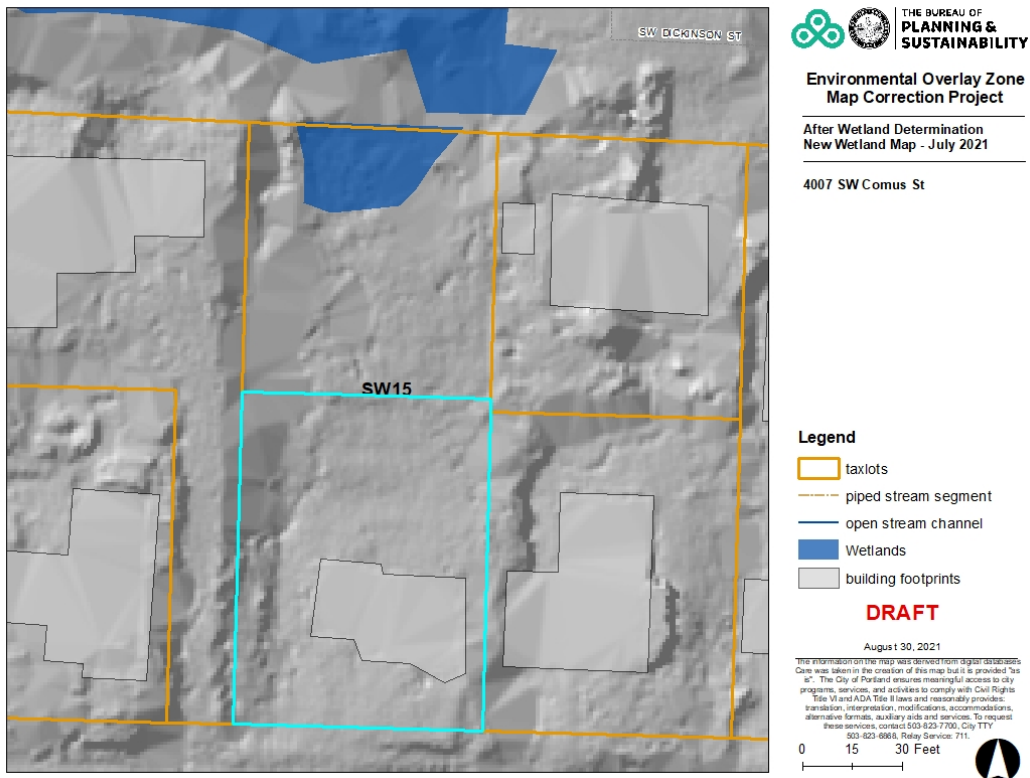 SW DICKINSON ST
SW15
THE BUREAU OF
PLANNING &
SUSTAINABILITY
Environmental Overlay Zone
Map Correction Project
After Wetland Determination
New Wetland Map - July 2021
4007 SW Comus St
Legend
taxlots
piped stream segment
open stream channel
Wetlands
building footprints
DRAFT
August 30, 2021
The information on the map was derived from digital databases
Care was taken in the creation of this map but it is provided "as
is". The City of Portland ensures meaningful access to city
programs, services, and activities to comply with Civil Rights
Title VI and ADA Title II laws and reasonably provides:
translation, interpretation, modifications, accommodations,
alternative formats, auxiliary aids and services. To request
these services, contact 503-823-7700, City TTY
503-823-6868, Relay Service: 711.
0 15 30 Feet